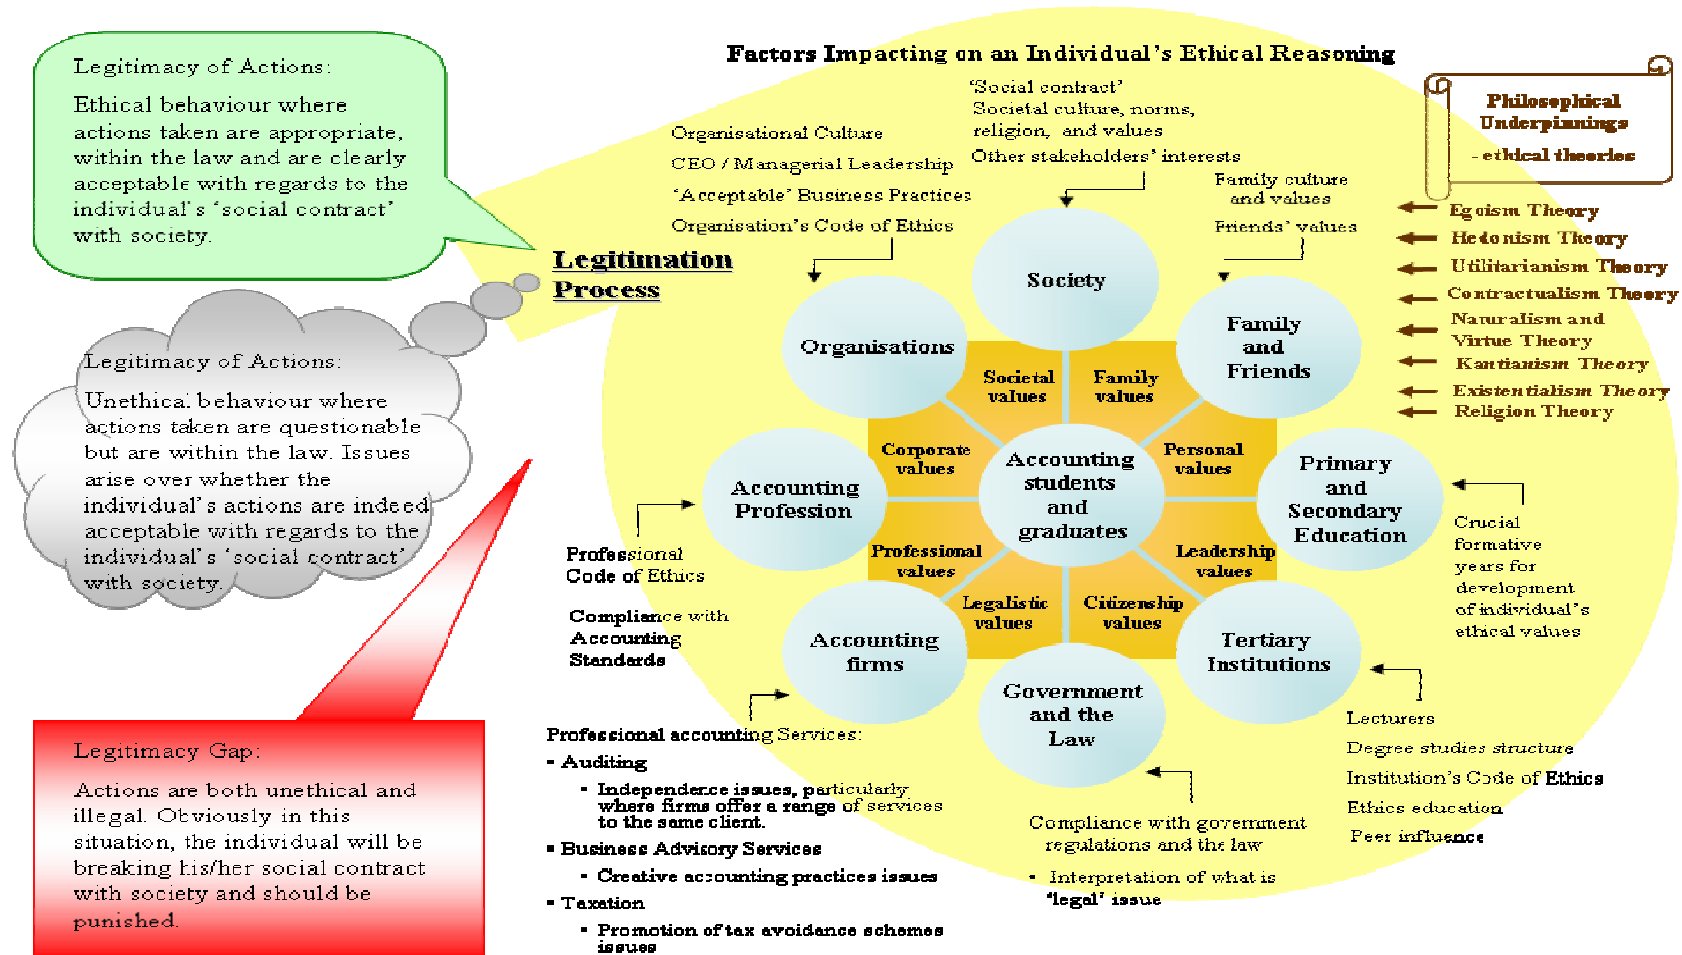 Factors Impacting on an Individual's Ethical Reasoning
Legitimacy of Actions:
Ethical behaviour where
actions taken are appropriate,
within the law and are clearly
acceptable with regards to the
individual's 'social contract'
with society.
Legitimation
Process
Legitimacy of Actions:
Unethical behaviour where
actions taken are questionable
but are within the law. Issues
arise over whether the
individual's actions are indeed
acceptable with regards to the
individual's 'social contract'
with society.
Legitimacy Gap:
Actions are both unethical and
illegal. Obviously in this
situation, the individual will be
breaking his/her social contract
with society and should be
punished.
Organisational Culture
CEO / Managerial Leadership
'Acceptable' Business Practices
Organisation's Code of Ethics
'Social contract'
Societal culture, norms,
religion, and values
Other stakeholders' interests
Family culture
and values
Friends' values
Philosophical
Underpinnings
- ethical theories
Egoism Theory
Hedonism Theory
Utilitarianism Theory
Contractualism Theory
Naturalism and
Virtue Theory
Kantianism Theory
Existentialism Theory
Religion Theory
Society
Organisations
Family
and
Friends
Societal
values
Family
values
Corporate
values
Personal
values
Accounting
students
and
graduates
Accounting
Profession
Primary
and
Secondary
Education
Professional
values
Leadership
values
Legalistic
values
Citizenship
values
Accounting
firms
Tertiary
Institutions
Government
and the
Law
Professional
Code of Ethics
Compliance with
Accounting
Standards
Crucial
formative
years for
development
of individual's
ethical values
Professional accounting Services:
▪ Auditing
▪ Independence issues, particularly
where firms offer a range of services
to the same client.
▪ Business Advisory Services
▪ Creative accounting practices issues
▪ Taxation
▪ Promotion of tax avoidance schemes
issues
Compliance with government
regulations and the law
▪ Interpretation of what is
'legal' issue
Lecturers
Degree studies structure
Institution's Code of Ethics
Ethics education
Peer influence